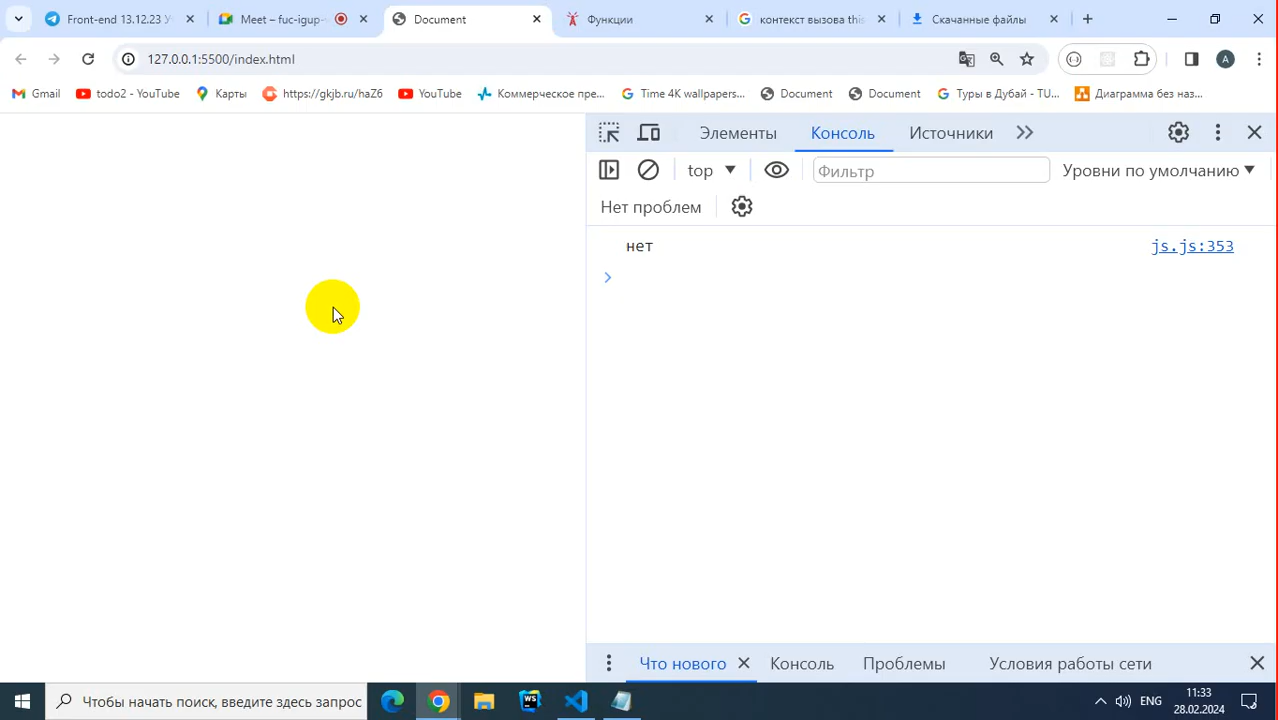 Front-end 13.12.23 У
Meet – fuc-igup-
Document
Функции
контекст вызова this
Скачанные файлы
127.0.0.1:5500/index.html
A
Gmail
todo2 - YouTube
Карты
https://gkjb.ru/haZ6
YouTube
Коммерческое пре...
Time 4K wallpapers...
Document
Document
Туры в Дубай - TU...
Диаграмма без наз...
Элементы
Консоль
Источники
top
Фильтр
Уровни по умолчанию
Нет проблем
нет
js.js:353
Что нового
Консоль
Проблемы
Условия работы сети
Чтобы начать поиск, введите здесь запрос
WS
ENG
11:33
28.02.2024